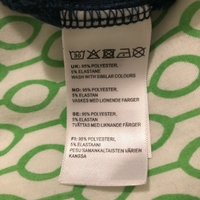 UK: 95% POLYESTER,
5% ELASTANE
WASH WITH SIMILAR COLOURS
NO: 95% POLYESTER,
5% ELASTAN
VASKES MED LIGNENDE FARGER
SE: 95% POLYESTER,
5% ELASTAN
TVÄTTAS MED LIKNANDE FÄRGER
FI: 95% POLYESTERI,
5% ELASTAANI
PESU SAMANKALTAISTEN VÄRIEN
KANSSA